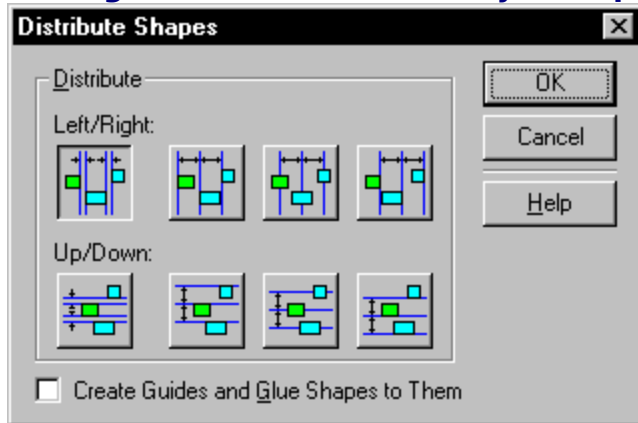 Distribute Shapes
Distribute
Left/Right:
Up/Down:
Create Guides and Glue Shapes to Them
OK
Cancel
Help